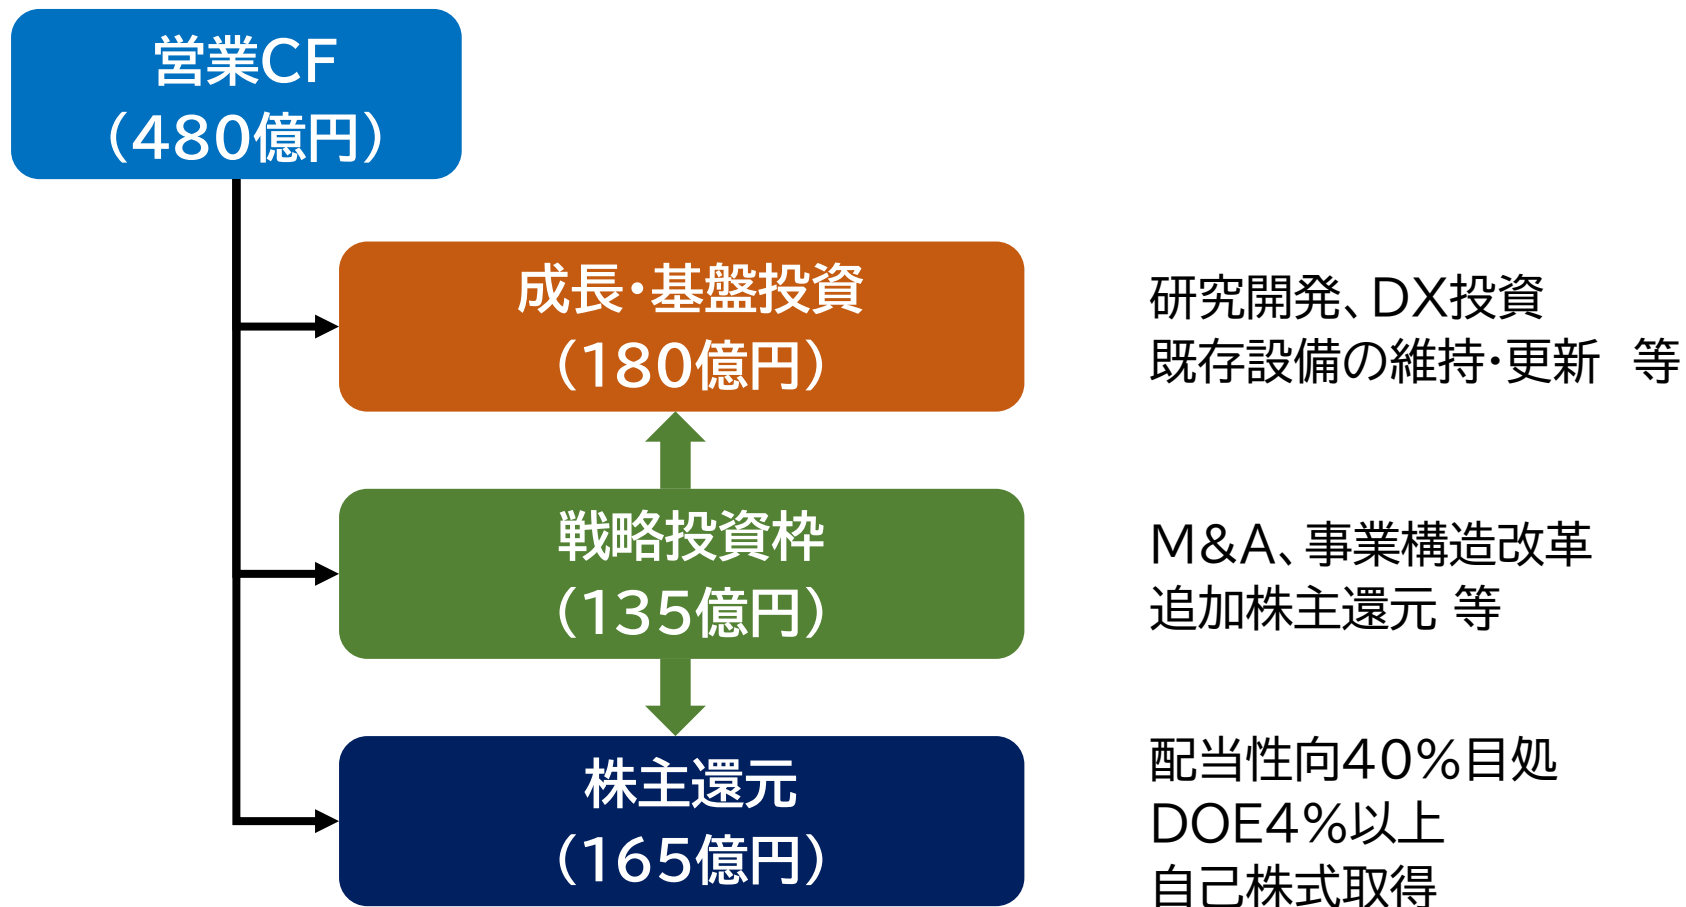 営業CF
（480億円）
成長・基盤投資
（180億円）
研究開発、DX投資
既存設備の維持・更新　等
戦略投資枠
（135億円）
M&A、事業構造改革
追加株主還元 等
株主還元
（165億円）
配当性向40%目処
DOE4%以上
自己株式取得